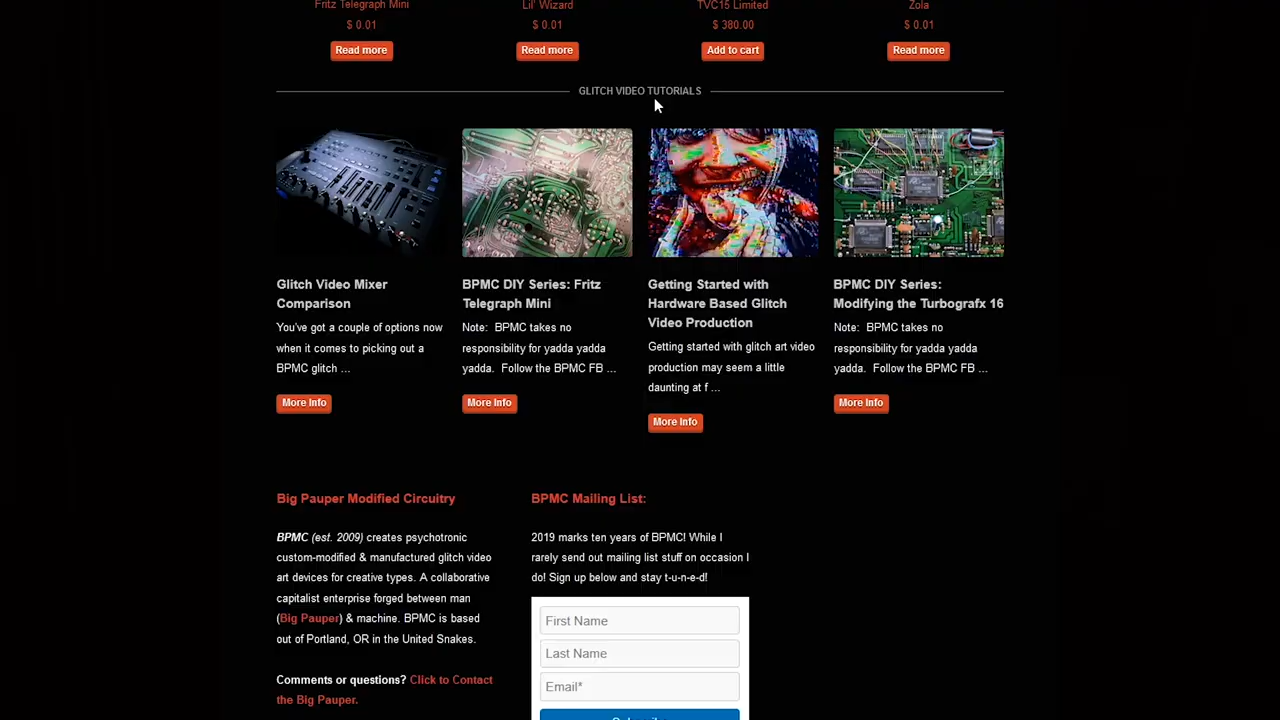 Fritz Telegraph Mini
Lil' Wizard
TVC15 Limited
Zola
$ 0.01
$ 0.01
$ 380.00
$ 0.01
Read more
Read more
Add to cart
Read more
GLITCH VIDEO TUTORIALS
Glitch Video Mixer
Comparison
You've got a couple of options now
when it comes to picking out a
BPMC glitch ...
More Info
BPMC DIY Series: Fritz
Telegraph Mini
Note: BPMC takes no
responsibility for yadda yadda
yadda. Follow the BPMC FB ...
More Info
Getting Started with
Hardware Based Glitch
Video Production
Getting started with glitch art video
production may seem a little
daunting at f ...
More Info
BPMC DIY Series:
Modifying the Turbografx 16
Note: BPMC takes no
responsibility for yadda yadda
yadda. Follow the BPMC FB ...
More Info
Big Pauper Modified Circuitry
BPMC (est. 2009) creates psychotronic
custom-modified & manufactured glitch video
art devices for creative types. A collaborative
capitalist enterprise forged between man
(Big Pauper) & machine. BPMC is based
out of Portland, OR in the United Snakes.
Comments or questions? Click to Contact
the Big Pauper.
BPMC Mailing List:
2019 marks ten years of BPMC! While I
rarely send out mailing list stuff on occasion I
do! Sign up below and stay t-u-n-e-d!
First Name
Last Name
Email*